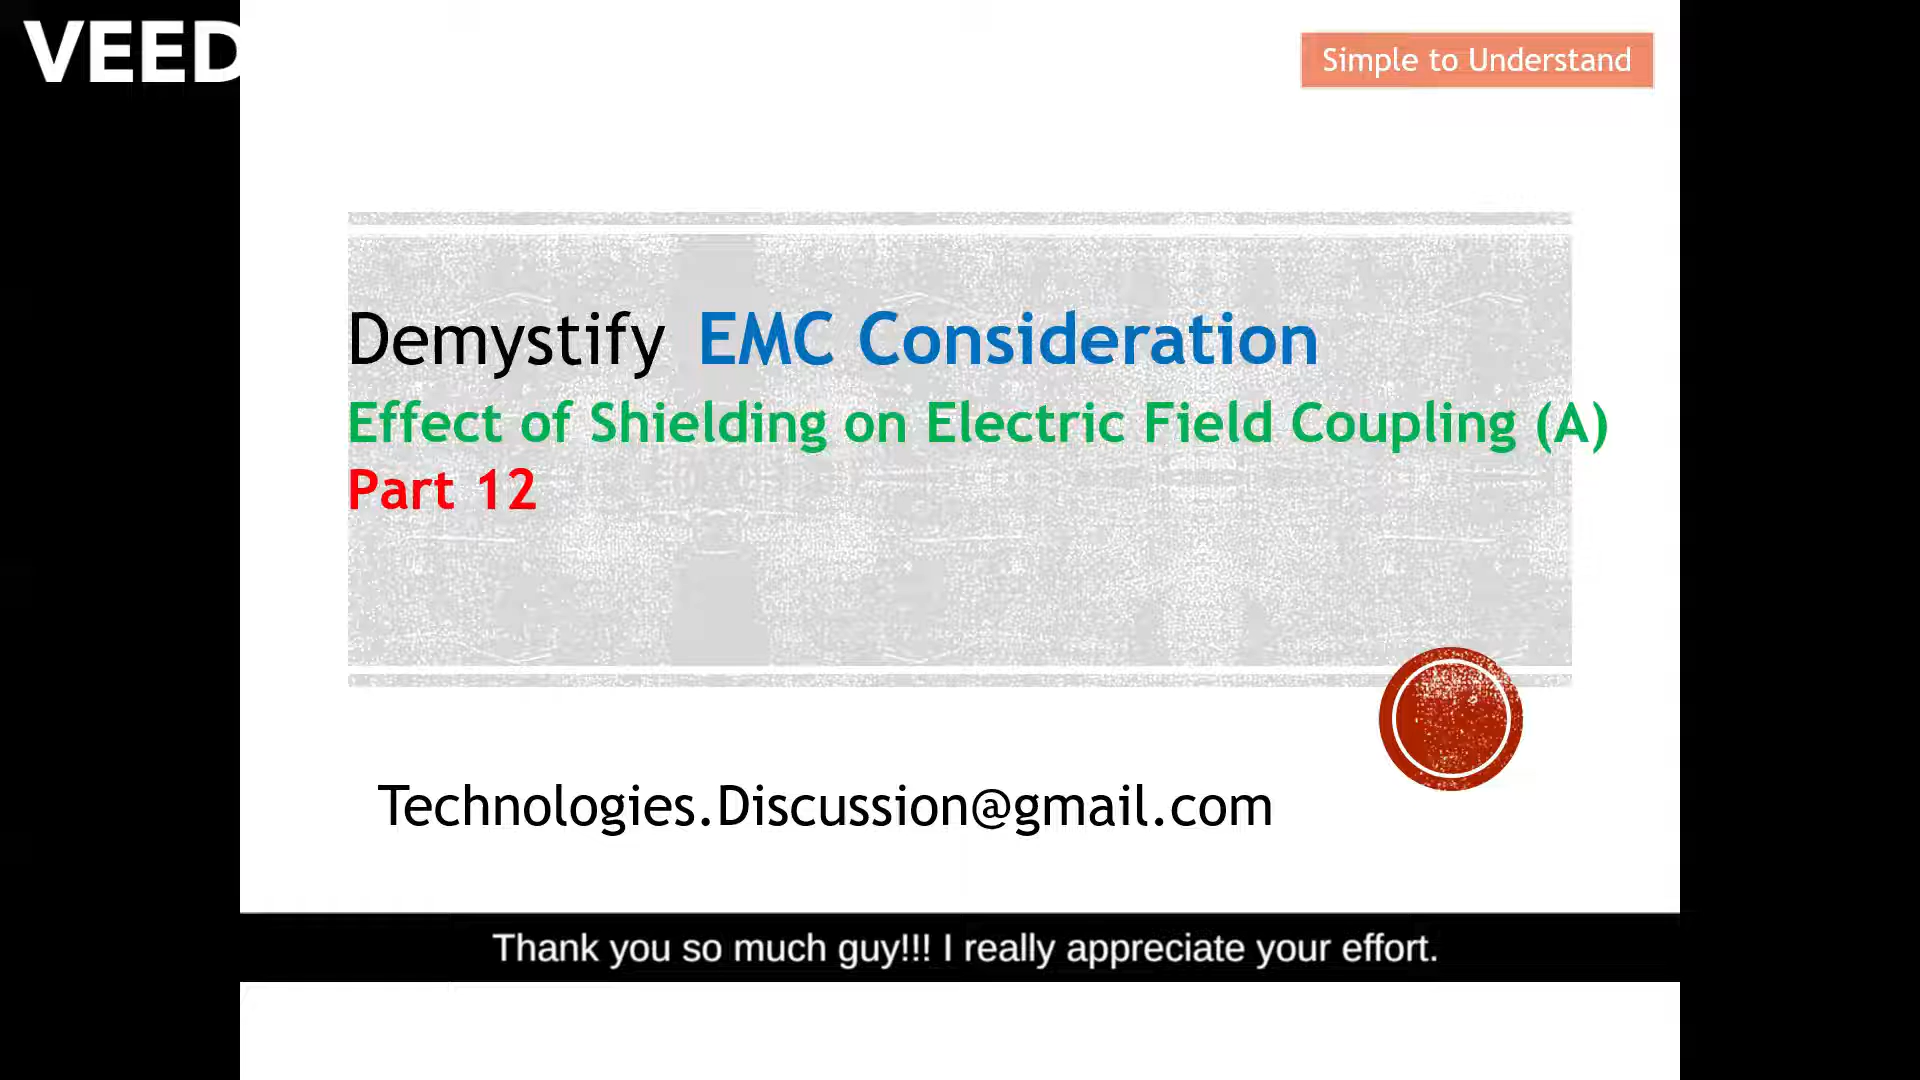 VEED
Simple to Understand
Demystify EMC Consideration
Effect of Shielding on Electric Field Coupling (A)
Part 12
Technologies.Discussion@gmail.com
Thank you so much guy!!! I really appreciate your effort.